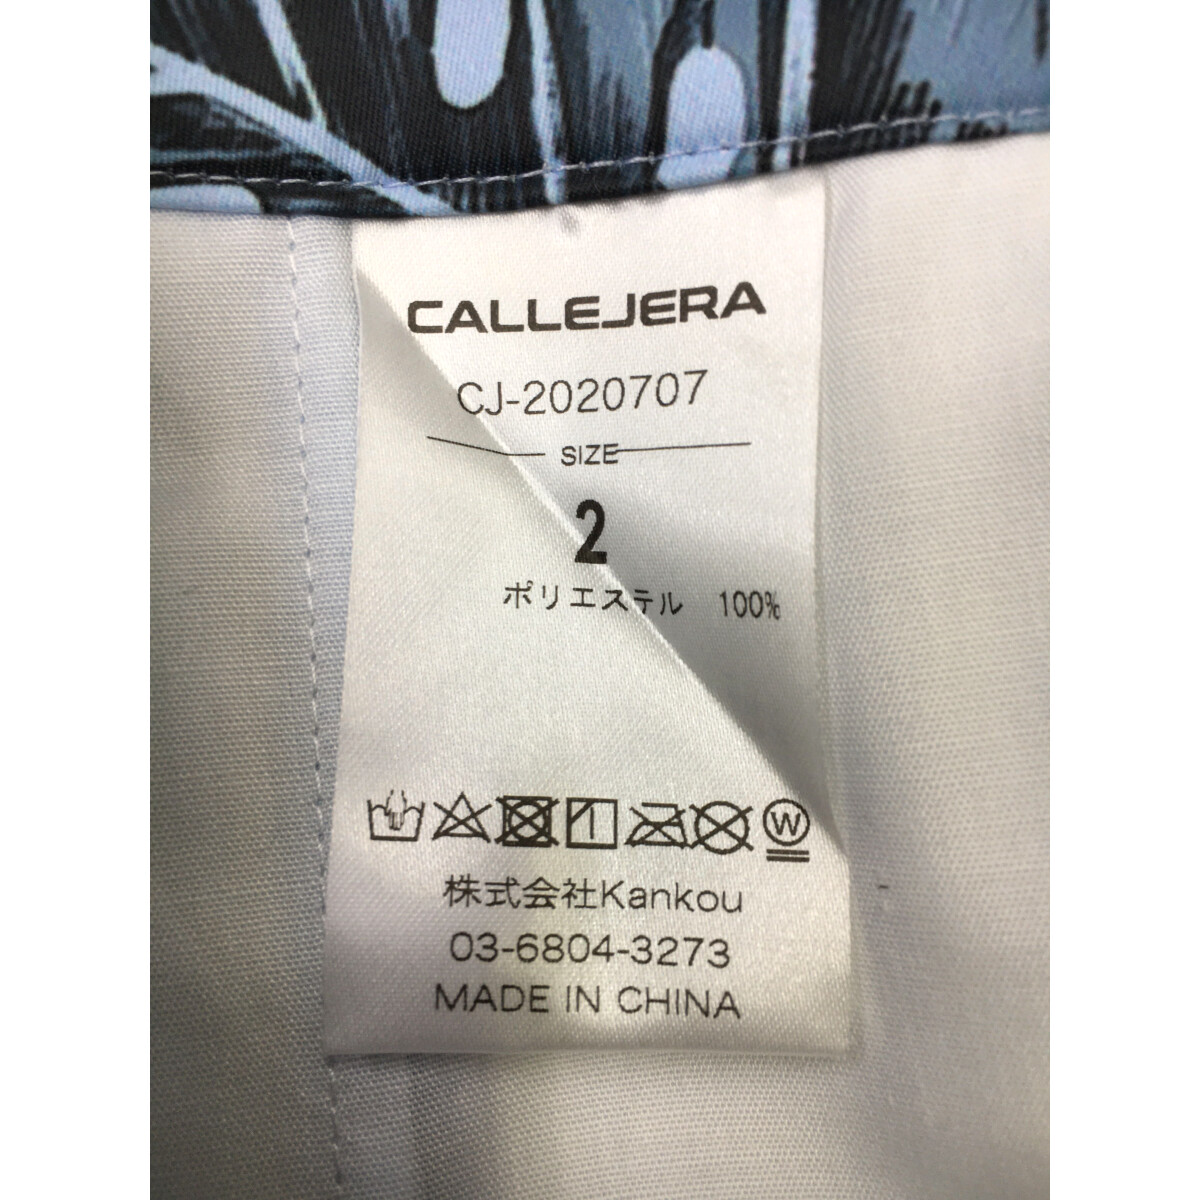 CALLEJERA
CJ-2020707
SIZE
2
ポリエステル 100%
W
株式会社Kankou
03-6804-3273
MADE IN CHINA